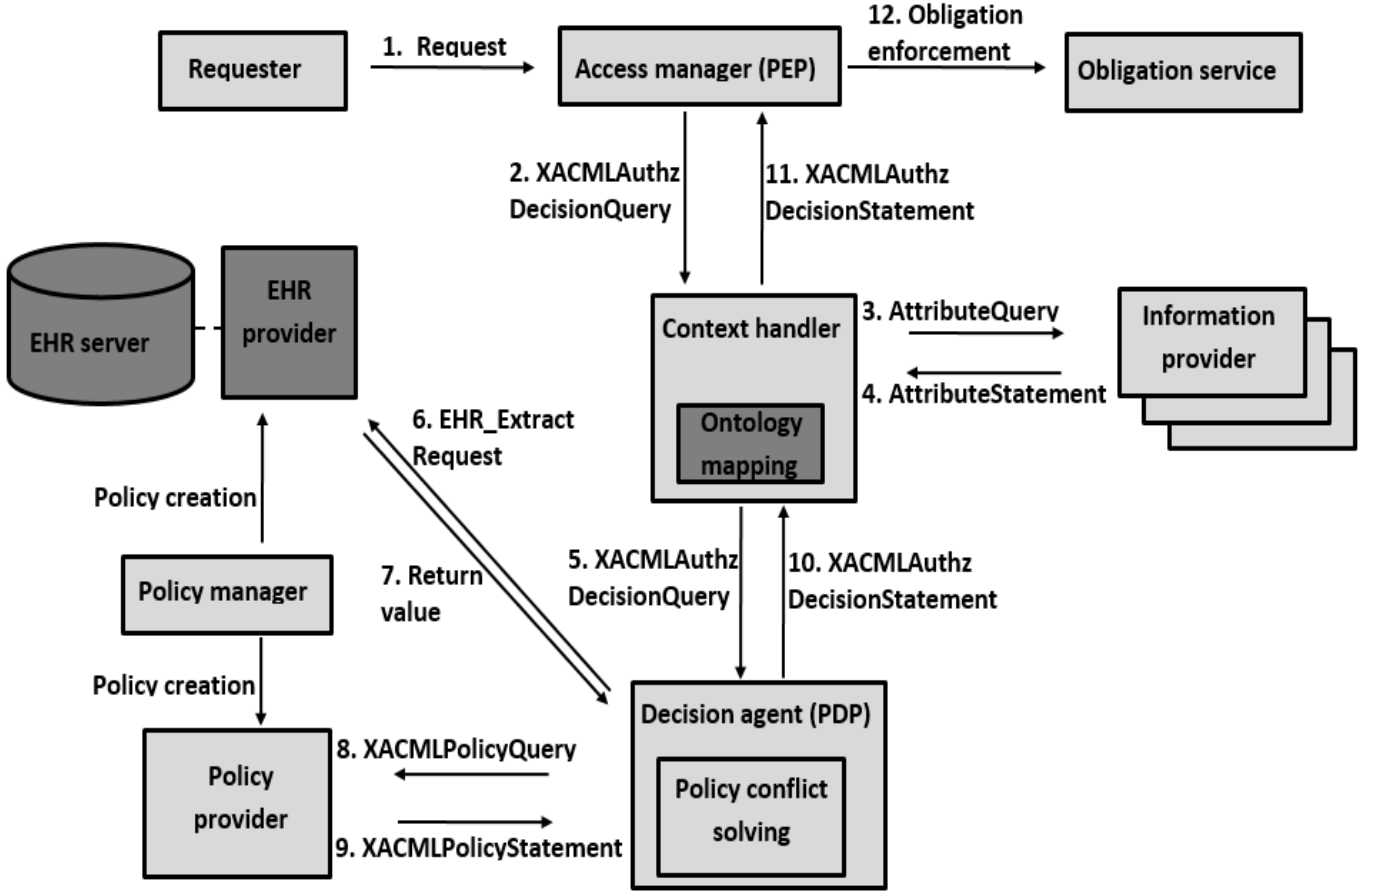 12. Obligation
enforcement
1. Request
Requester
Access manager (PEP)
Obligation service
2. XACMLAuthz
DecisionQuery
11. XACMLAuthz
DecisionStatement
EHR
provider
EHR server
Context handler
3. AttributeQuery
Information
provider
4. AttributeStatement
Ontology
mapping
6. EHR_Extract
Request
Policy creation
5. XACMLAuthz
DecisionQuery
10. XACMLAuthz
DecisionStatement
7. Return
value
Policy manager
Policy creation
Decision agent (PDP)
8. XACMLPolicyQuery
Policy
provider
Policy conflict
solving
9. XACMLPolicyStatement